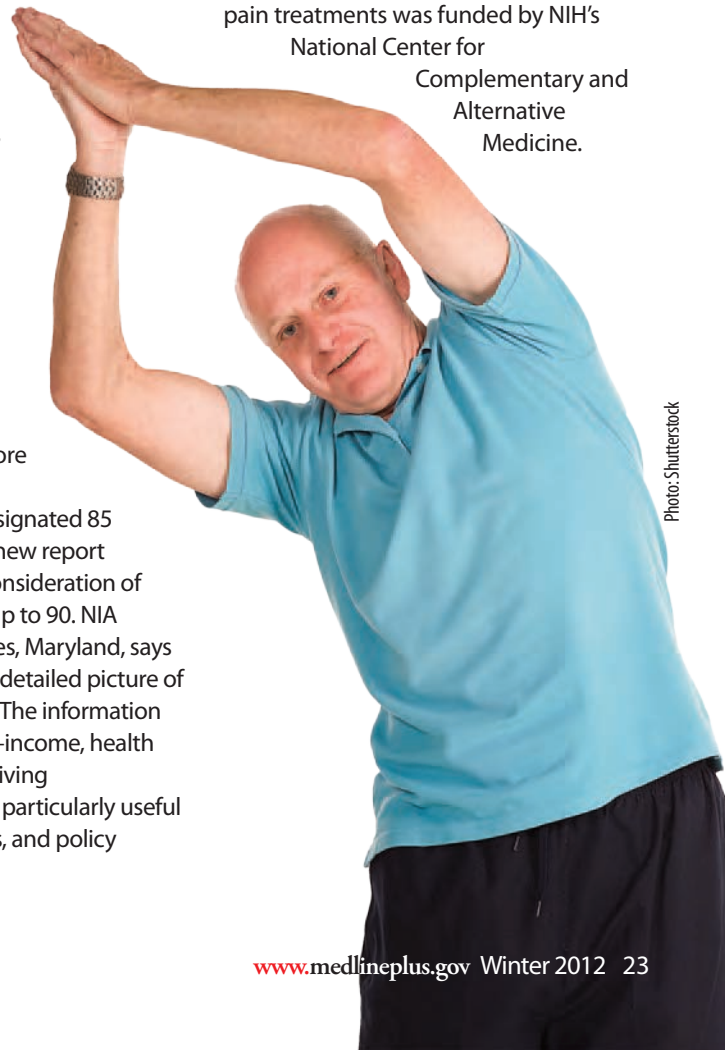 pain treatments was funded by NIH's
National Center for
Complementary and
Alternative
Medicine.
signated 85
new report
onsideration of
p to 90. NIA
es, Maryland, says
detailed picture of
The information
-income, health
iving
particularly useful
s, and policy
Photo: Shutterstock
www.medlineplus.gov Winter 2012 23